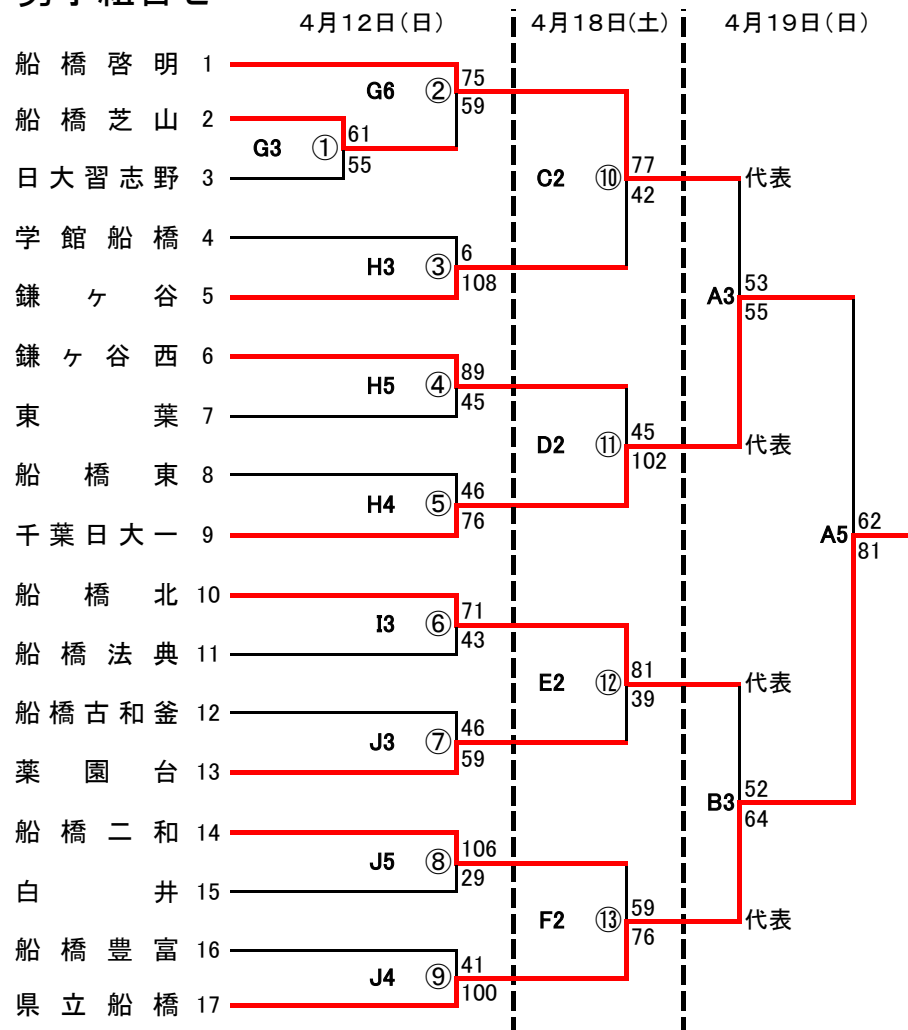 4月12日(日) 4月18日(土) 4月19日(日)
船橋啓明 1
75
G6 ②
59
船橋芝山 2
61
G3 ①
55
日大習志野 3
77
C2 ⑩ 代表
42
学館船橋 4
6
H3 ③
108
鎌ヶ谷 5
53
A3
55
鎌ヶ谷西 6
89
H5 ④
45
東葉 7
45
D2 ⑪ 代表
102
船橋東 8
46
H4 ⑤
76
千葉日大一 9
62
A5
81
船橋北 10
71
I3 ⑥
43
船橋法典 11
81
E2 ⑫ 代表
39
船橋古和釜 12
46
J3 ⑦
59
薬園台 13
52
B3
64
船橋二和 14
106
J5 ⑧
29
白井 15
59
F2 ⑬ 代表
76
船橋豊富 16
41
J4 ⑨
100
県立船橋 17